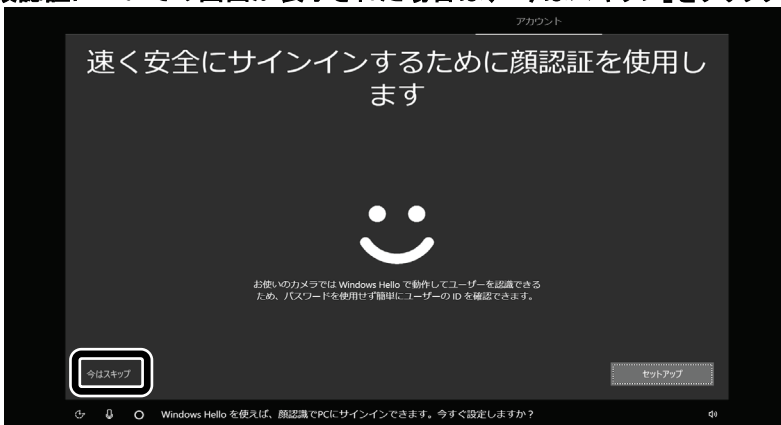 アカウント
速く安全にサインインするために顔認証を使用し
ます
お使いのカメラでは Windows Hello で動作してユーザーを認識できる
ため、パスワードを使用せず簡単にユーザーの ID を確認できます。
今はスキップ
セットアップ
Windows Hello を使えば、顔認識でPCにサインインできます。今すぐ設定しますか？